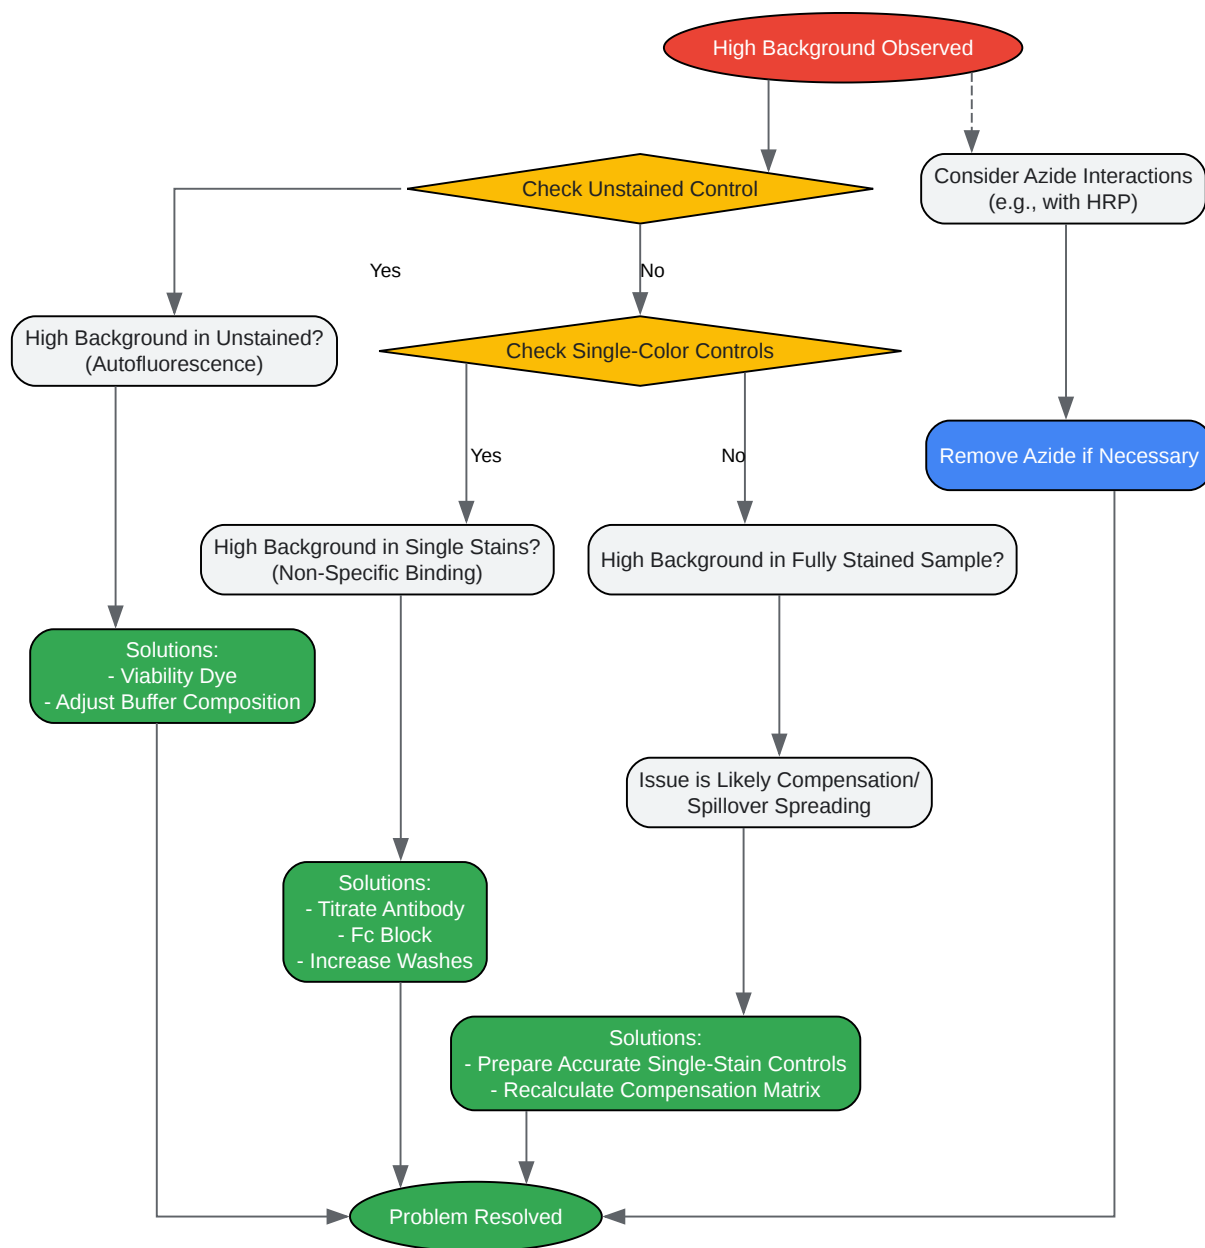 High Background Observed
Check Unstained Control
Consider Azide Interactions
(e.g., with HRP)
Yes
No
High Background in Unstained?
(Autofluorescence)
Check Single-Color Controls
Yes
No
Remove Azide if Necessary
High Background in Single Stains?
(Non-Specific Binding)
High Background in Fully Stained Sample?
Solutions:
- Viability Dye
- Adjust Buffer Composition
Issue is Likely Compensation/
Spillover Spreading
Solutions:
- Titrate Antibody
- Fc Block
- Increase Washes
Solutions:
- Prepare Accurate Single-Stain Controls
- Recalculate Compensation Matrix
Problem Resolved